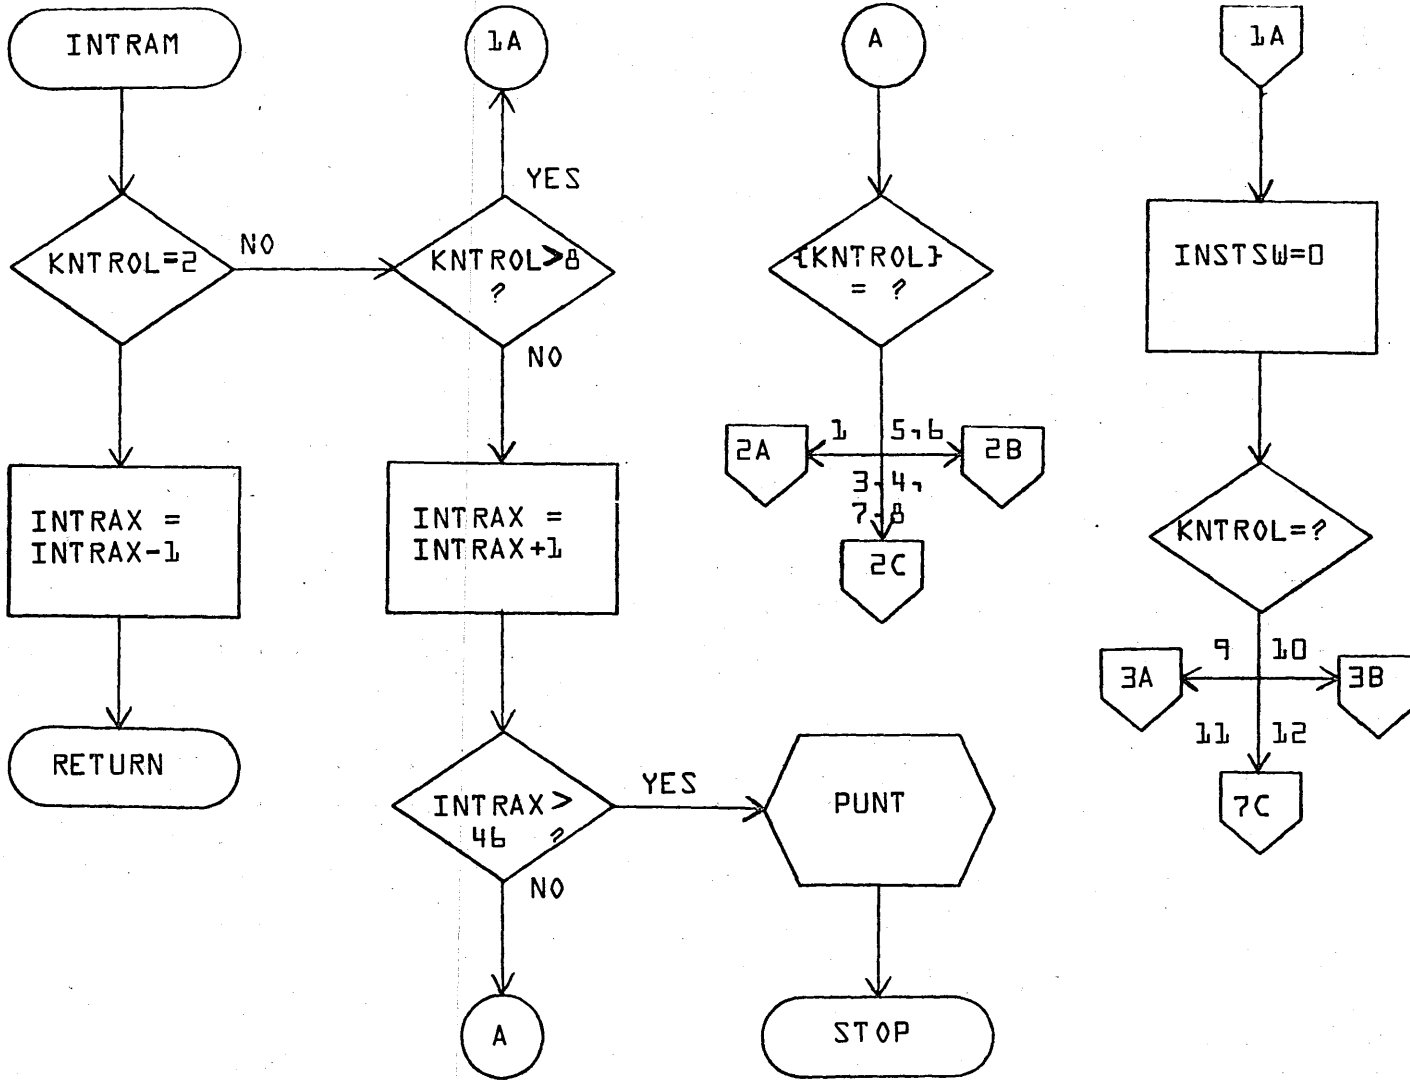 INTRAM
KNTROL=2
NO
INTRAX =
INTRAX-1
RETURN
1A
YES
KNTROL>8
?
NO
INTRAX =
INTRAX+1
INTRAX>
46 ?
YES
NO
A
PUNT
STOP
A
{KNTROL}
= ?
1
5,6
2A
2B
3,4,
7,8
2C
1A
INSTSW=0
KNTROL=?
9
10
3A
3B
11
12
7C